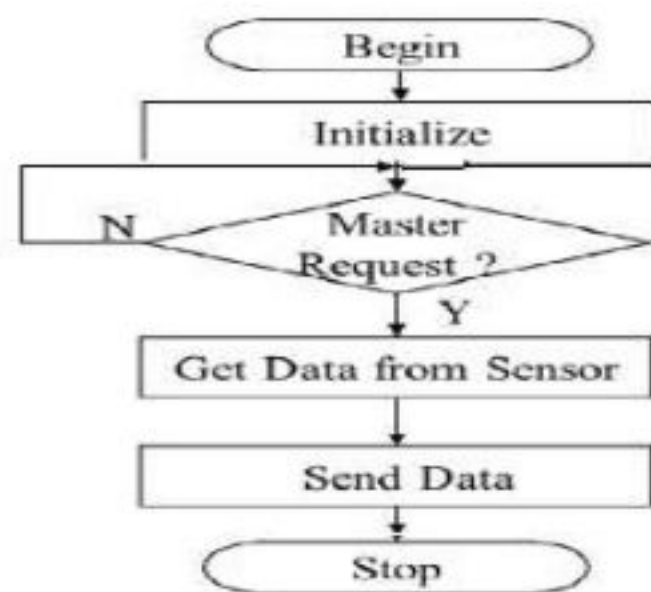 Begin
Initialize
N
Master
Request ?
Y
Get Data from Sensor
Send Data
Stop